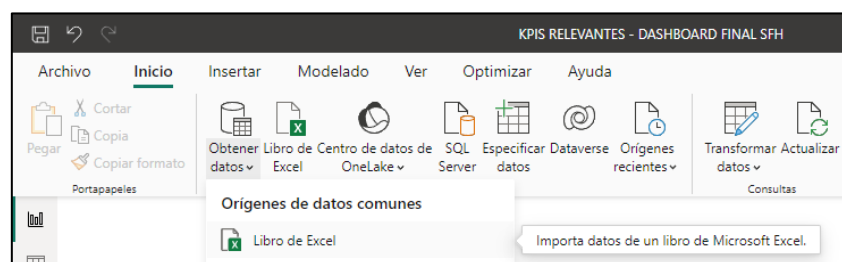 KPIS RELEVANTES - DASHBOARD FINAL SFH
Archivo Inicio Insertar Modelado Ver Optimizar Ayuda
Pegar
Cortar
Copia
Copiar formato
Portapapeles
Obtener datos
Libro de Excel
Centro de datos de OneLake
SQL Server
Especificar datos
Dataverse
Orígenes recientes
Transformar datos
Actualizar
Consultas
Orígenes de datos comunes
Libro de Excel
Importa datos de un libro de Microsoft Excel.